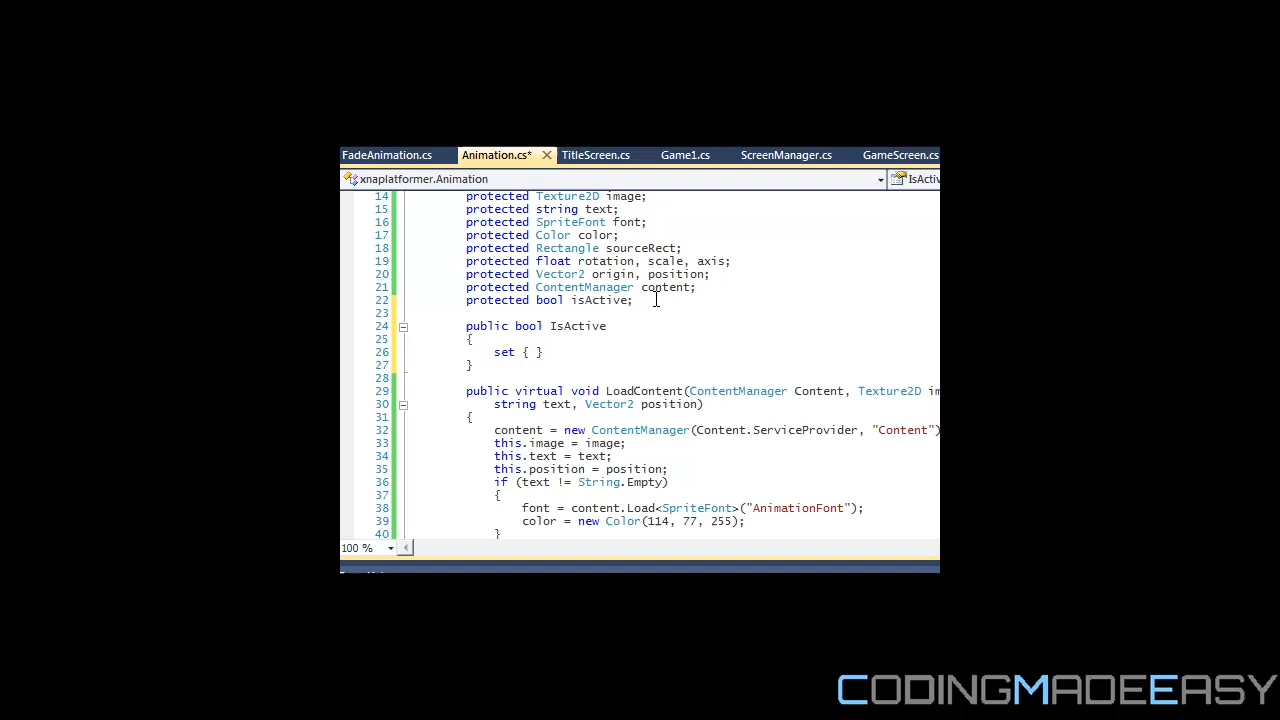 FadeAnimation.cs Animation.cs* TitleScreen.cs Game1.cs ScreenManager.cs GameScreen.cs
xnaplatformer.Animation IsActiv
14 protected Texture2D image;
15 protected string text;
16 protected SpriteFont font;
17 protected Color color;
18 protected Rectangle sourceRect;
19 protected float rotation, scale, axis;
20 protected Vector2 origin, position;
21 protected ContentManager content;
22 protected bool isActive;
23
24 public bool IsActive
25 {
26 set { }
27 }
28
29 public virtual void LoadContent(ContentManager Content, Texture2D im
30 string text, Vector2 position)
31 {
32 content = new ContentManager(Content.ServiceProvider, "Content")
33 this.image = image;
34 this.text = text;
35 this.position = position;
36 if (text != String.Empty)
37 {
38 font = content.Load<SpriteFont>("AnimationFont");
39 color = new Color(114, 77, 255);
40 }
100 %
CODINGMADEEASY